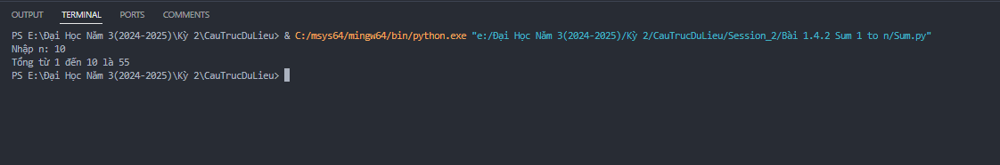 OUTPUT TERMINAL PORTS COMMENTS
PS E:\Đại Học Năm 3(2024-2025)\Kỳ 2\CauTrucDuLieu> & C:/msys64/mingw64/bin/python.exe "e:/Đại Học Năm 3(2024-2025)/Kỳ 2/CauTrucDuLieu/Session_2/Bài 1.4.2 Sum 1 to n/Sum.py"
Nhập n: 10
Tổng từ 1 đến 10 là 55
PS E:\Đại Học Năm 3(2024-2025)\Kỳ 2\CauTrucDuLieu>